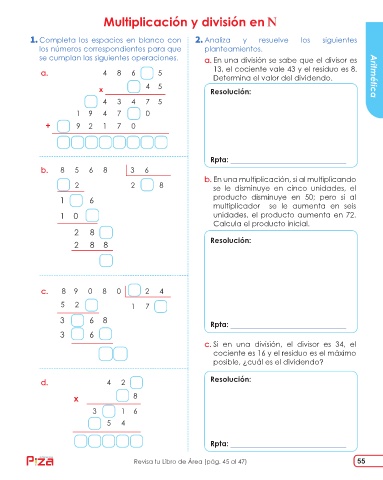 Multiplicación y división en N
1. Completa los espacios en blanco con
los números correspondientes para que
se cumplan las siguientes operaciones.
a. 4 8 6 5
x 4 5
4 3 4 7 5
1 9 4 7 0
+ 9 2 1 7 0
b. 8 5 6 8 3 6
2 2 8
1 6
1 0
2 8
2 8 8
c. 8 9 0 8 0 2 4
5 2 1 7
3 6 8
3 6
d. 4 2
x 8
3 1 6
5 4
2. Analiza y resuelve los siguientes
planteamientos.
a. En una división se sabe que el divisor es
13, el cociente vale 43 y el residuo es 8.
Determina el valor del dividendo.
Resolución:
Rpta:
b. En una multiplicación, si al multiplicando
se le disminuye en cinco unidades, el
producto disminuye en 50; pero si al
multiplicador se le aumenta en seis
unidades, el producto aumenta en 72.
Calcula el producto inicial.
Resolución:
Rpta:
c. Si en una división, el divisor es 34, el
cociente es 16 y el residuo es el máximo
posible, ¿cuál es el dividendo?
Resolución:
Rpta:
Aritmética
Revisa tu Libro de Área (pág. 45 al 47)
55